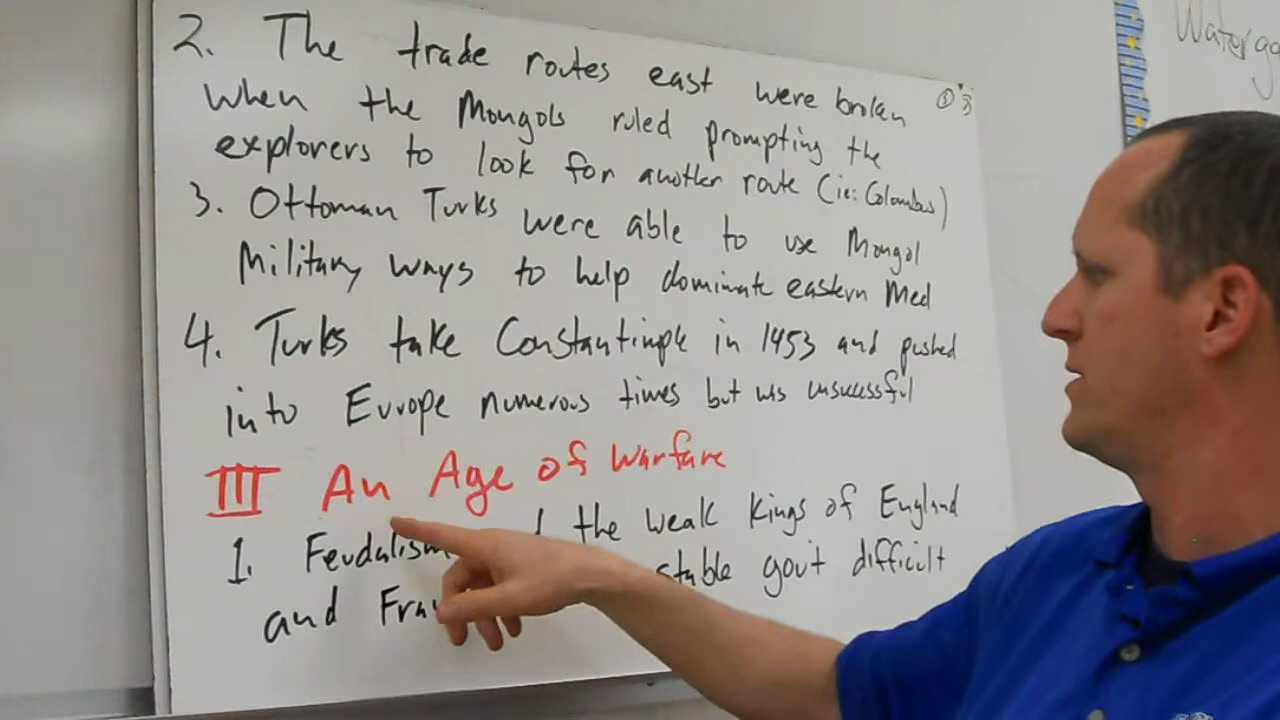 2. The trade routes east were broken
when the Mongols ruled prompting the
explorers to look for another route (ie: Colombus)
3. Ottoman Turks were able to use Mongol
Military ways to help dominate eastern Med
4. Turks take Constantinple in 1453 and pushed
into Europe numerous times but was unsuccessful
III An Age of Warfare
1. Feudalism the weak kings of England
and stable govt difficult